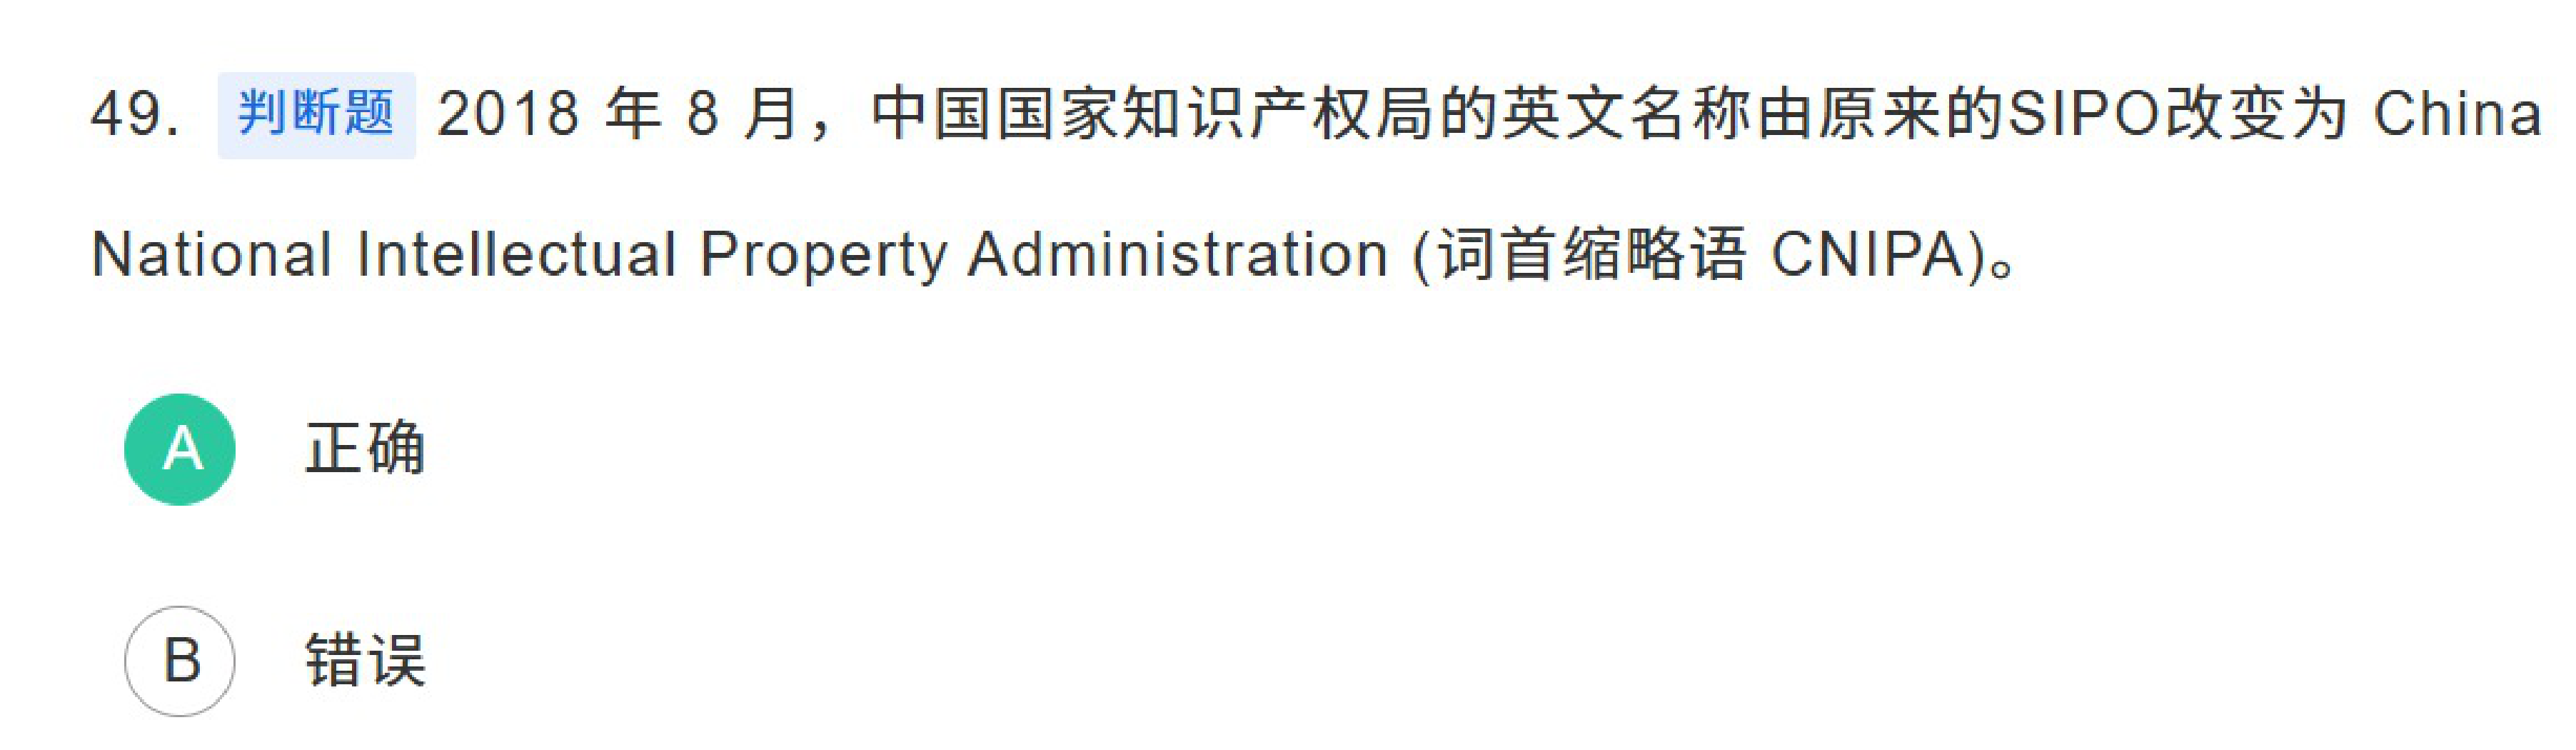 49. 判断题 2018 年 8 月，中国国家知识产权局的英文名称由原来的SIPO改变为 China
National Intellectual Property Administration (词首缩略语 CNIPA)。
A 正确
B 错误